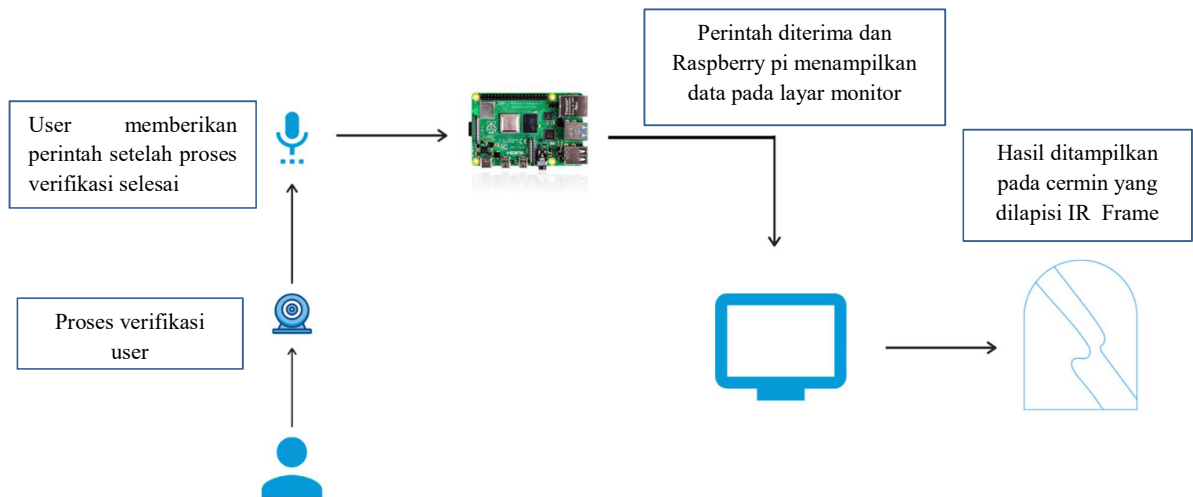 Perintah diterima dan
Raspberry pi menampilkan
data pada layar monitor
User memberikan
perintah setelah proses
verifikasi selesai
Hasil ditampilkan
pada cermin yang
dilapisi IR Frame
Proses verifikasi
user